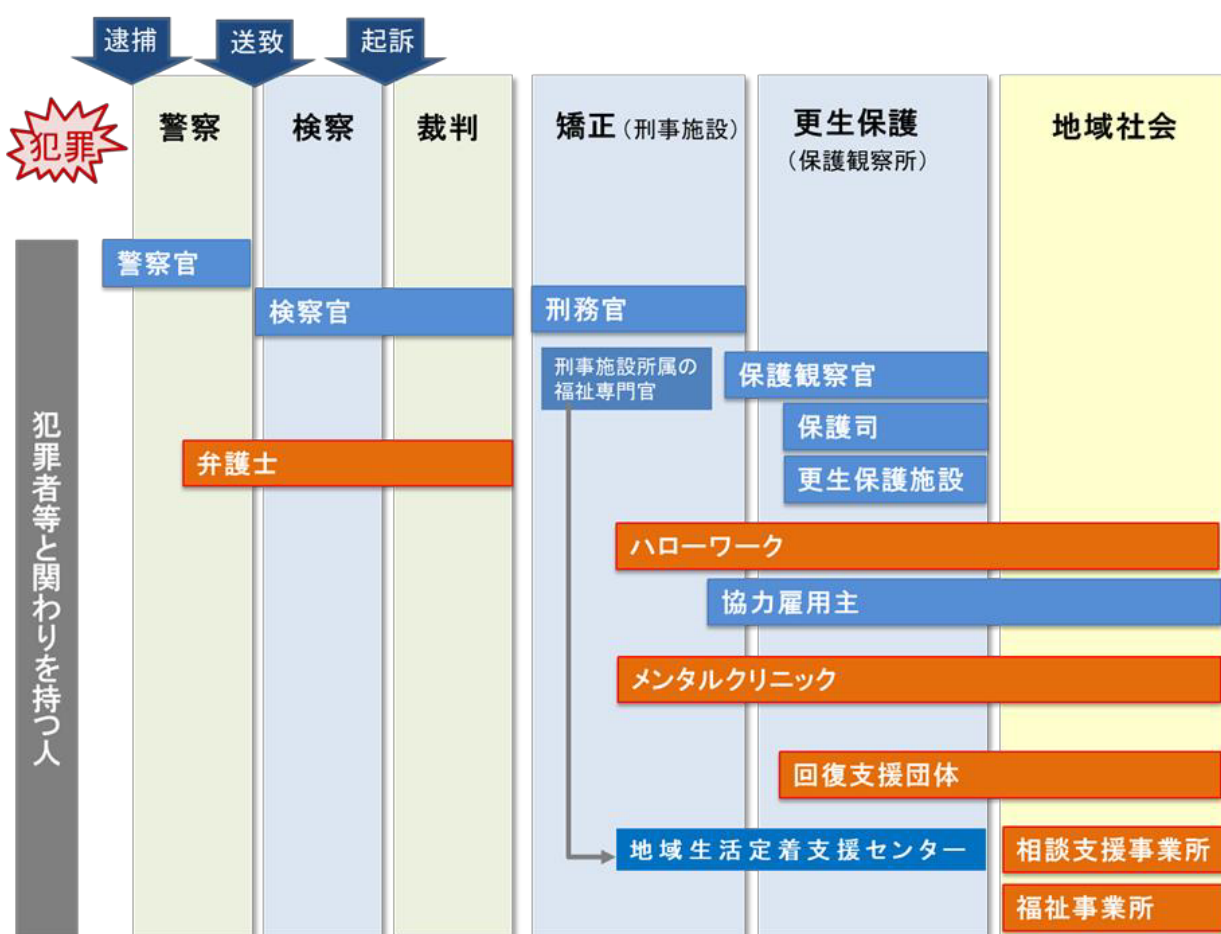 逮捕
送致
起訴
犯罪
警察
検察
裁判
矯正(刑事施設)
更生保護
(保護観察所)
地域社会
犯罪者等と関わりを持つ人
警察官
検察官
刑務官
刑事施設所属の
福祉専門官
保護観察官
保護司
弁護士
更生保護施設
ハローワーク
協力雇用主
メンタルクリニック
回復支援団体
地域生活定着支援センター
相談支援事業所
福祉事業所